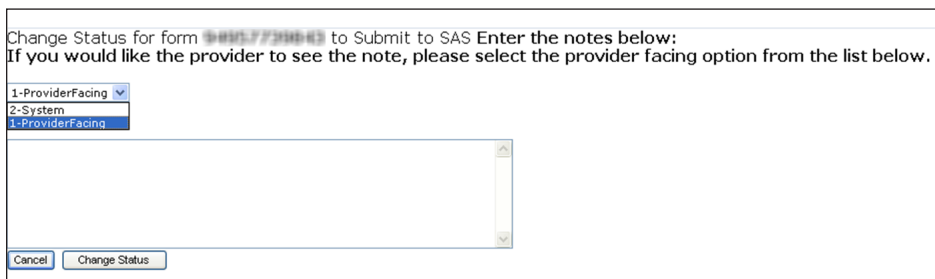 Change Status for form to Submit to SAS Enter the notes below:
If you would like the provider to see the note, please select the provider facing option from the list below.
1-ProviderFacing
2-System
1-ProviderFacing
Cancel Change Status